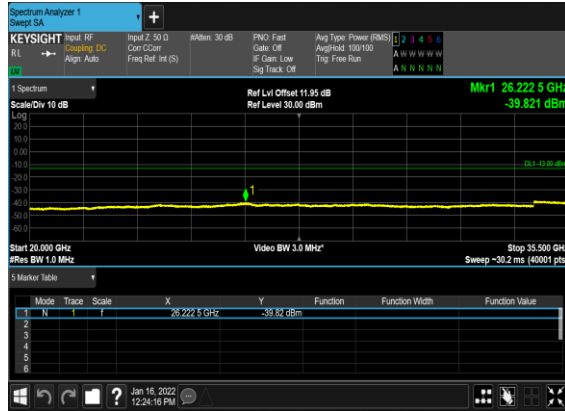 Spectrum Analyzer 1
Swept SA
+
KEYSIGHT Input: RF Input Z: 50 Ω #Atten: 30 dB PNO: Fast Avg Type: Power (RMS) 1 2 3 4 5 6
RL Coupling: DC Corr CCorr Gate: Off Avg|Hold: 100/100 A W W W W W
Align: Auto Freq Ref: Int (S) IF Gain: Low Trig: Free Run
Sig Track: Off A N N N N N
1 Spectrum Ref Lvl Offset 11.95 dB Mkr1 26.222 5 GHz
Scale/Div 10 dB Ref Level 30.00 dBm -39.821 dBm
Log
20.0
10.0
0.00
-10.0 DL1 -13.00 dBm
-20.0
-30.0 1
-40.0
-50.0
-60.0
Start 20.000 GHz Video BW 3.0 MHz* Stop 35.500 GHz
#Res BW 1.0 MHz Sweep ~30.2 ms (40001 pts)
5 Marker Table
Mode Trace Scale X Y Function Function Width Function Value
1 N 1 f 26.222 5 GHz -39.82 dBm
2
3
4
5
6
? Jan 16, 2022
12:24:16 PM